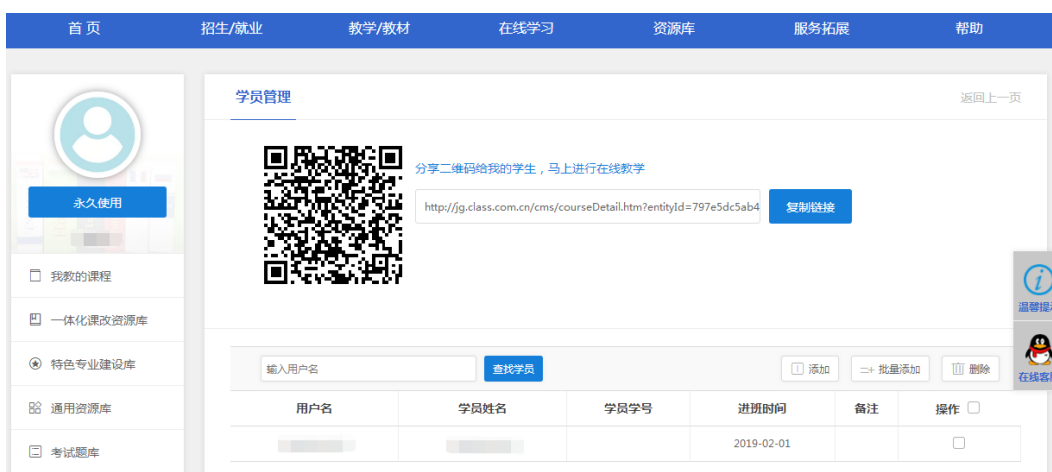 首页 招生/就业 教学/教材 在线学习 资源库 服务拓展 帮助
学员管理 返回上一页
分享二维码给我的学生，马上进行在线教学
http://jg.class.com.cn/cms/courseDetail.htm?entityId=797e5dc5ab4 复制链接
永久使用
我教的课程
一体化课改资源库
特色专业建设库
通用资源库
考试题库
输入用户名 查找学员 添加 批量添加 删除
用户名 学员姓名 学员学号 进班时间 备注 操作
2019-02-01
温馨提
在线客